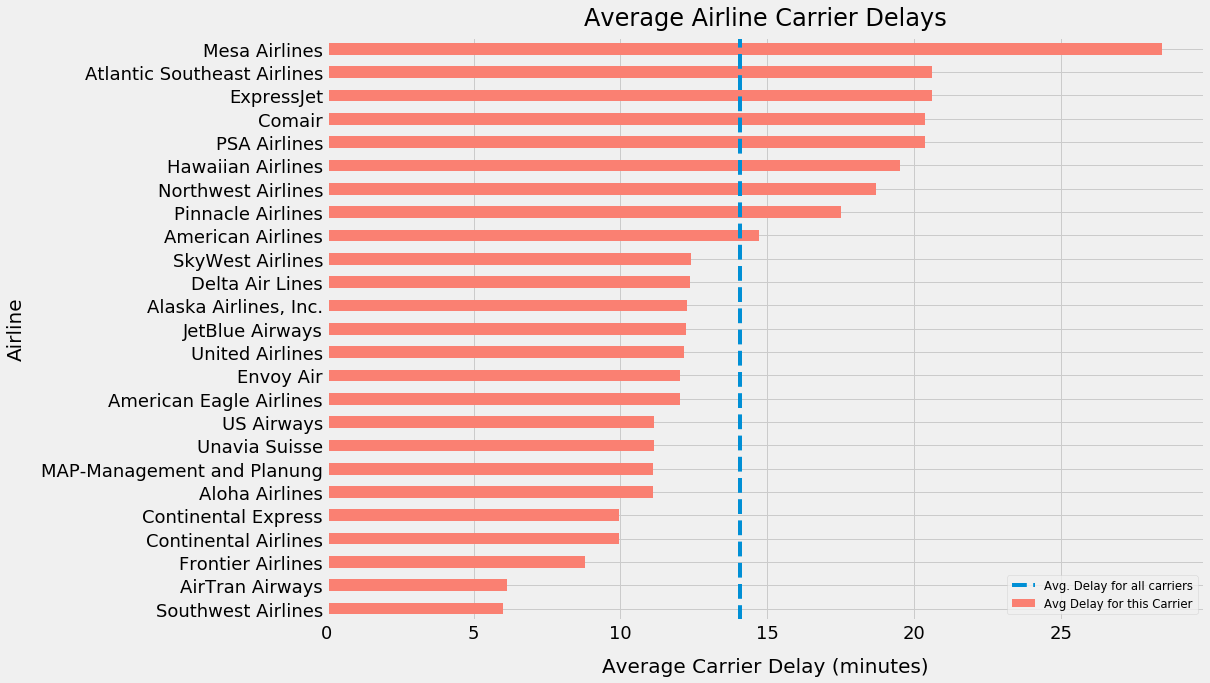 Average Airline Carrier Delays
Mesa Airlines
Atlantic Southeast Airlines
ExpressJet
Comair
PSA Airlines
Hawaiian Airlines
Northwest Airlines
Pinnacle Airlines
American Airlines
SkyWest Airlines
Delta Air Lines
Alaska Airlines, Inc.
JetBlue Airways
United Airlines
Envoy Air
American Eagle Airlines
US Airways
Unavia Suisse
MAP-Management and Planung
Aloha Airlines
Continental Express
Continental Airlines
Frontier Airlines
AirTran Airways
Southwest Airlines
Airline
Avg. Delay for all carriers
Avg Delay for this Carrier
0 5 10 15 20 25
Average Carrier Delay (minutes)